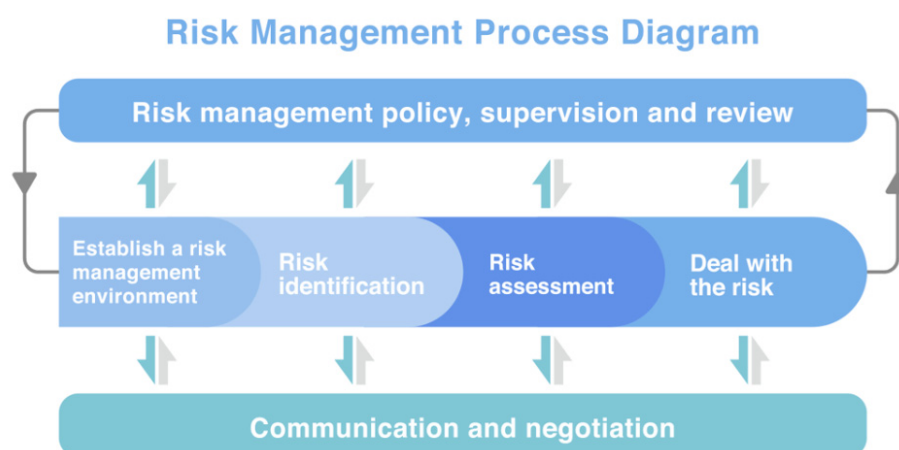 Risk Management Process Diagram
Risk management policy, supervision and review
Establish a risk
management
environment
Risk
identification
Risk
assessment
Deal with
the risk
Communication and negotiation